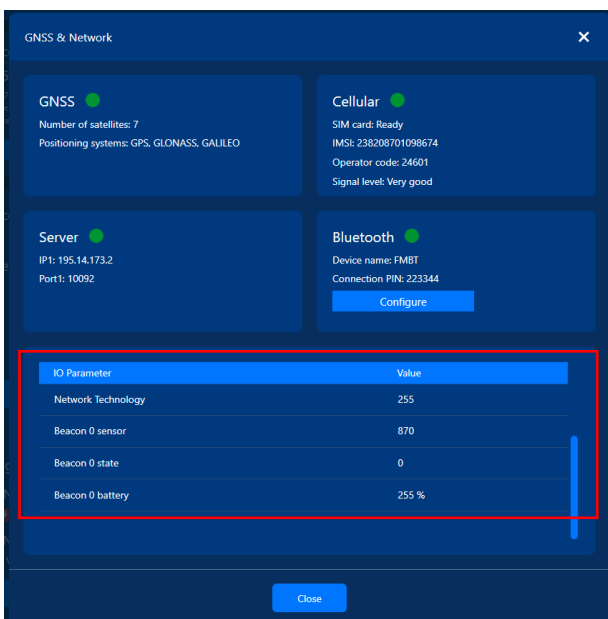 GNSS & Network
GNSS
Number of satellites: 7
Positioning systems: GPS, GLONASS, GALILEO
Cellular
SIM card: Ready
IMSI: 238208701098674
Operator code: 24601
Signal level: Very good
Server
IP1: 195.14.173.2
Port1: 10092
Bluetooth
Device name: FMBT
Connection PIN: 223344
Configure
IO Parameter Value
Network Technology 255
Beacon 0 sensor 870
Beacon 0 state 0
Beacon 0 battery 255 %
Close